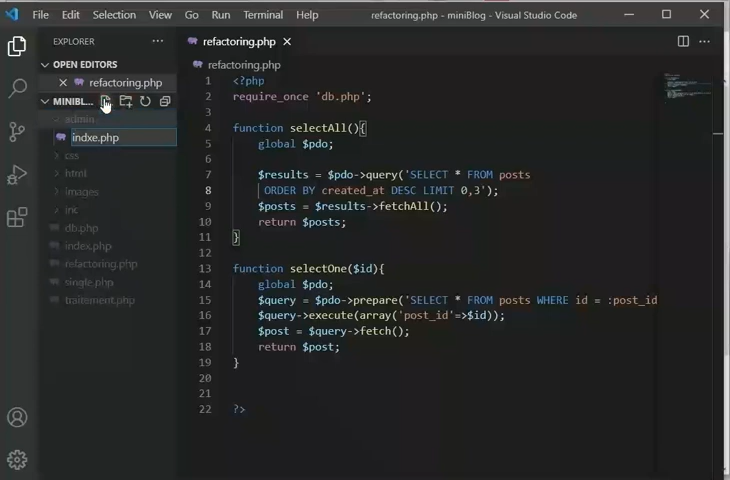 File Edit Selection View Go Run Terminal Help refactoring.php - miniBlog - Visual Studio Code
EXPLORER
refactoring.php
OPEN EDITORS
refactoring.php
refactoring.php
MINIBL...
admin
indxe.php
css
html
images
inc
db.php
index.php
refactoring.php
single.php
traitement.php
1 <?php
2 require_once 'db.php';
3
4 function selectAll(){
5 global $pdo;
6
7 $results = $pdo->query('SELECT * FROM posts
8 ORDER BY created_at DESC LIMIT 0,3');
9 $posts = $results->fetchAll();
10 return $posts;
11 }
12
13 function selectOne($id){
14 global $pdo;
15 $query = $pdo->prepare('SELECT * FROM posts WHERE id = :post_id
16 $query->execute(array('post_id'=>$id));
17 $post = $query->fetch();
18 return $post;
19 }
20
21
22 ?>